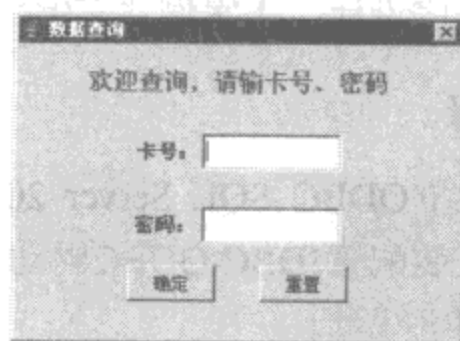 数据查询
欢迎查询，请输卡号、密码
卡号：
密码：
确定 重置